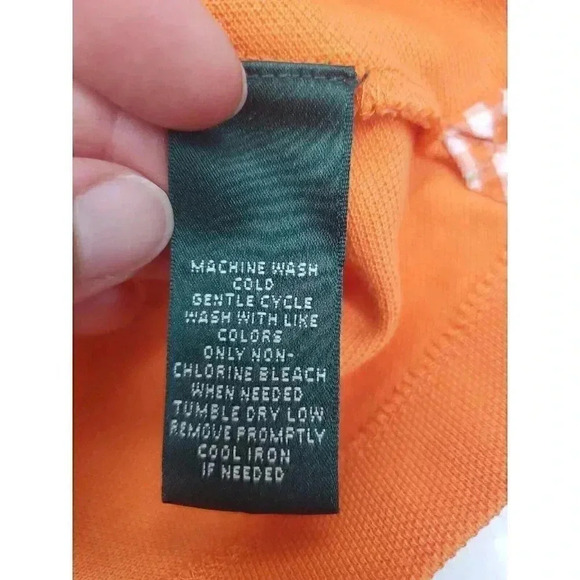 MACHINE WASH
COLD
GENTLE CYCLE
WASH WITH LIKE
COLORS
ONLY NON-
CHLORINE BLEACH
WHEN NEEDED
TUMBLE DRY LOW
REMOVE PROMPTLY
COOL IRON
IF NEEDED